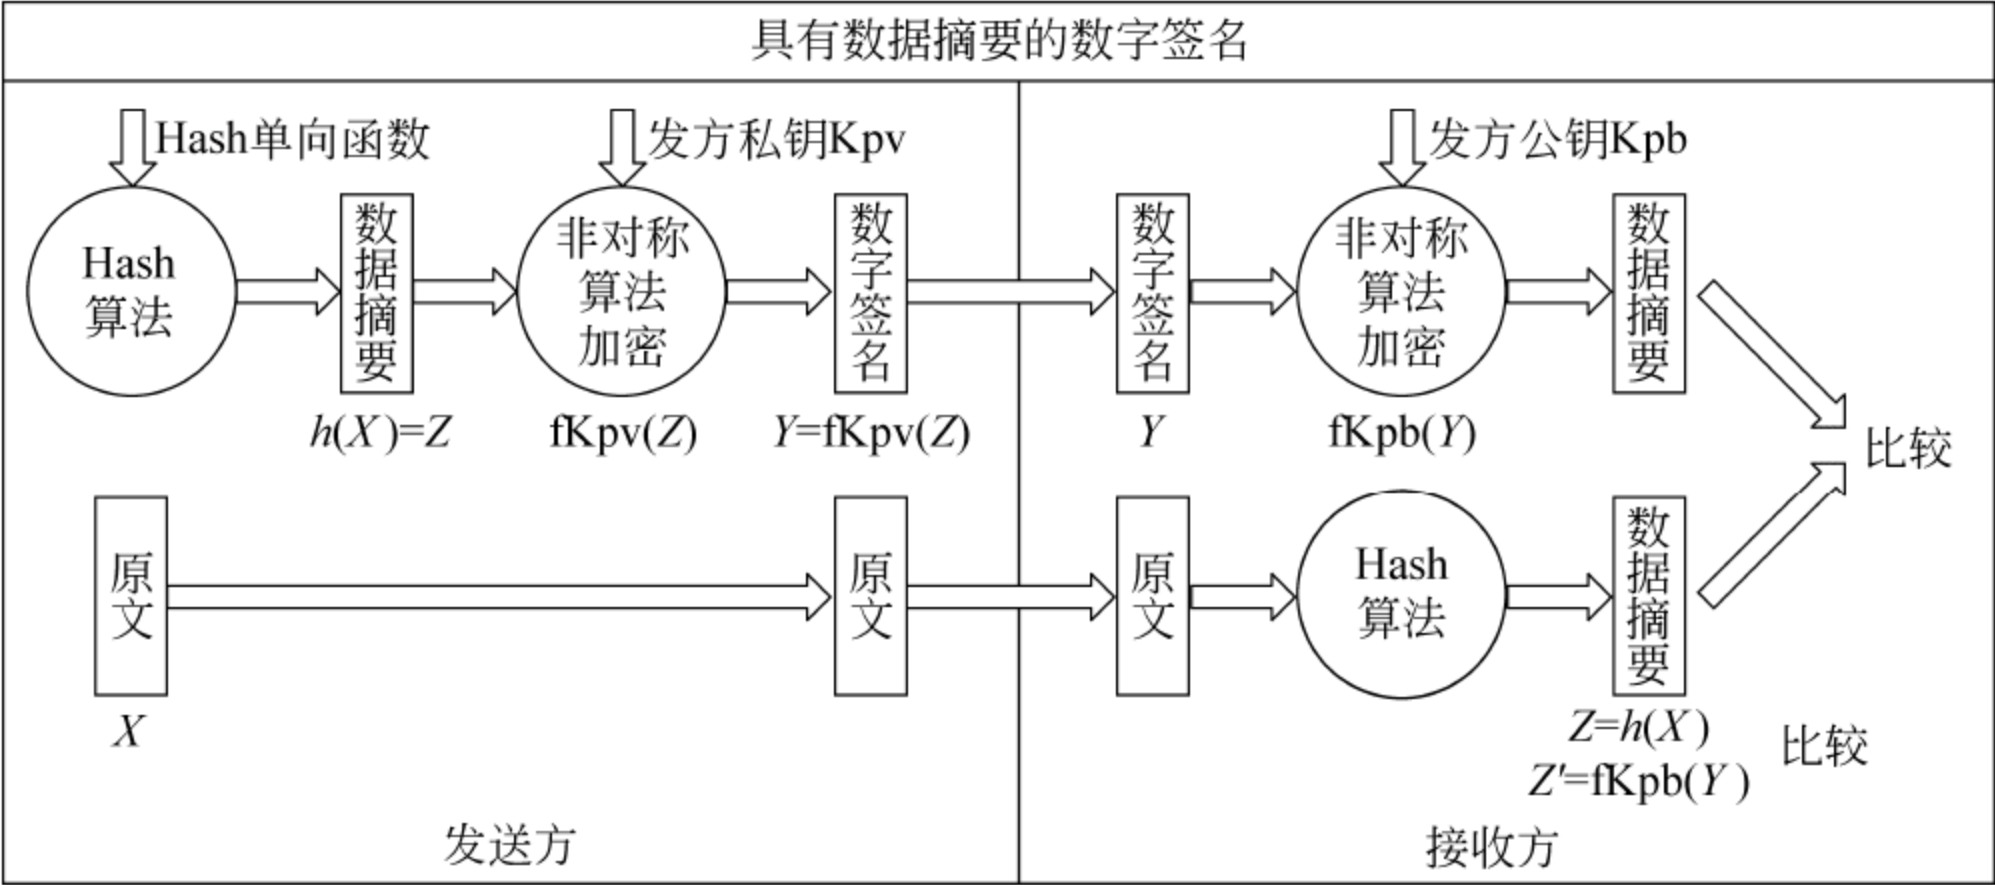 具有数据摘要的数字签名
Hash单向函数
发方私钥Kpv
Hash
算法
数据摘要
非对称
算法
加密
数字签名
h(X)=Z
fKpv(Z)
Y=fKpv(Z)
原文
X
原文
发送方
发方公钥Kpb
数字签名
非对称
算法
加密
数据摘要
Y
fKpb(Y)
比较
原文
Hash
算法
数据摘要
Z=h(X)
Z'=fKpb(Y)
比较
接收方